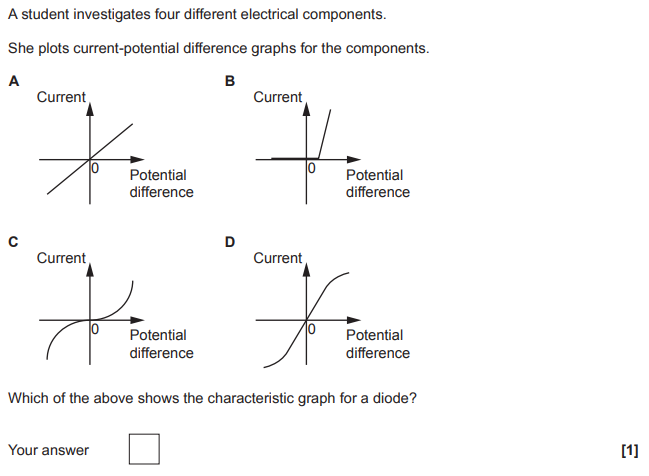 A student investigates four different electrical components.
She plots current-potential difference graphs for the components.
A
Current
0
Potential
difference
B
Current
0
Potential
difference
C
Current
0
Potential
difference
D
Current
0
Potential
difference
Which of the above shows the characteristic graph for a diode?
Your answer
[1]